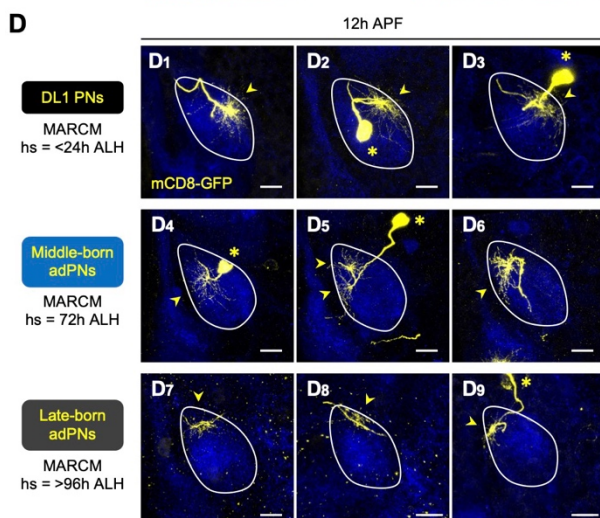 D
12h APF
DL1 PNs
MARCM
hs = <24h ALH
D1
mCD8-GFP
*
D2
*
D3
Middle-born
adPNs
MARCM
hs = 72h ALH
*
D4
*
D5
D6
Late-born
adPNs
MARCM
hs = >96h ALH
D7
D8
*
D9